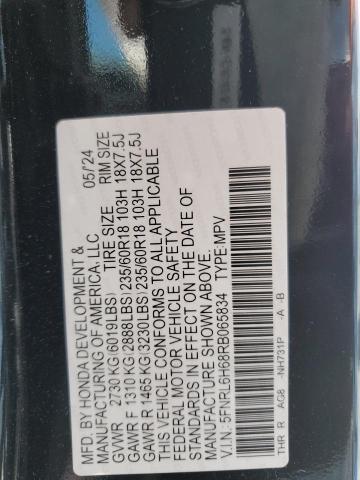 MFD. BY HONDA DEVELOPMENT &
MANUFACTURING OF AMERICA, LLC 05/24
GVWR 2730 KG(6019LBS) TIRE SIZE RIM SIZE
GAWR F 1310 KG(2888LBS)235/60R18 103H 18X7.5J
GAWR R 1465 KG(3230LBS)235/60R18 103H 18X7.5J
THIS VEHICLE CONFORMS TO ALL APPLICABLE
FEDERAL MOTOR VEHICLE SAFETY
STANDARDS IN EFFECT ON THE DATE OF
MANUFACTURE SHOWN ABOVE.
V.I.N: 5FNRL6H68RB065834 TYPE:MPV
THR R AG8 -NH731P -A -B